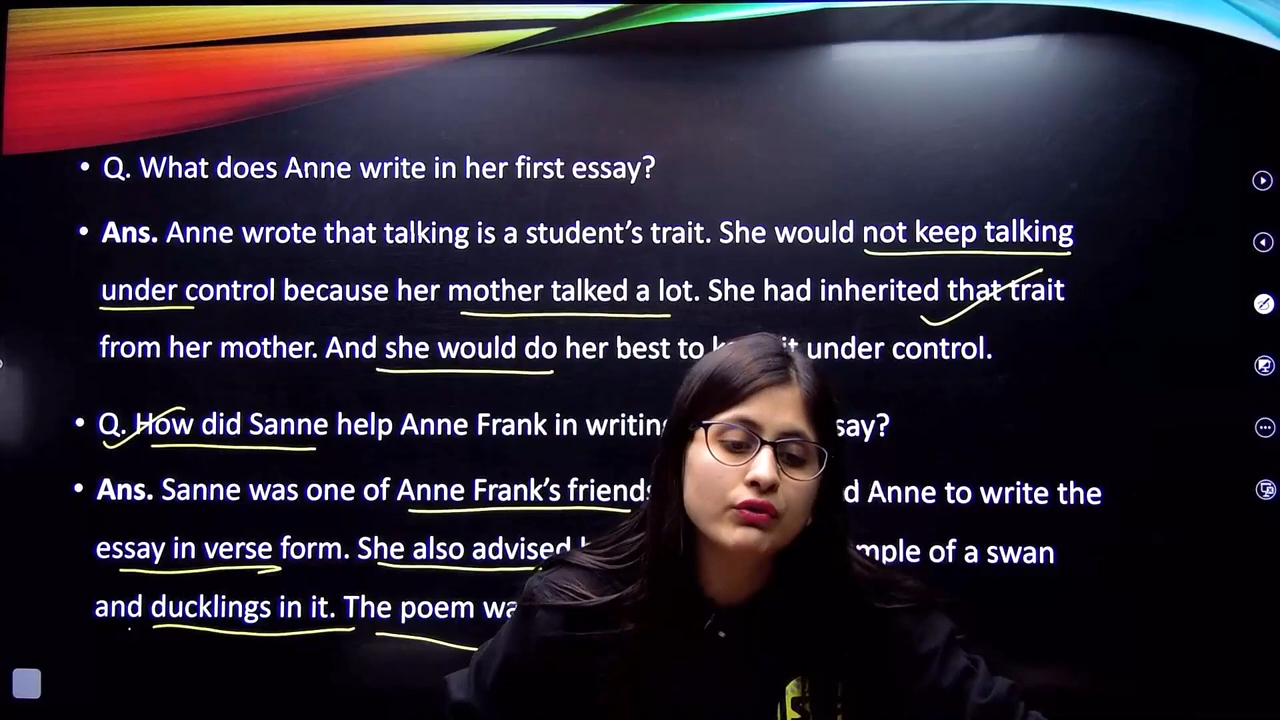 • Q. What does Anne write in her first essay?
• Ans. Anne wrote that talking is a student’s trait. She would not keep talking
under control because her mother talked a lot. She had inherited that trait
from her mother. And she would do her best to it under control.
• Q. How did Sanne help Anne Frank in
• Ans. Sanne was one of Anne Frank’s friends Anne to write the
essay in verse form. She also advised of a swan
and ducklings in it. The poem